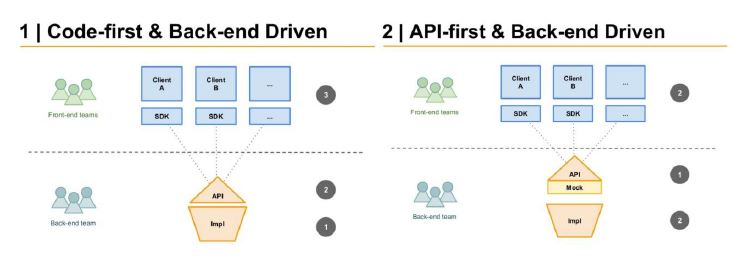 1 | Code-first & Back-end Driven
Client
A
Client
B
...
SDK
SDK
...
Front-end teams
3
API
2
Back-end team
Impl
1
2 | API-first & Back-end Driven
Client
A
Client
B
...
SDK
SDK
...
Front-end teams
2
API
1
Mock
Back-end team
Impl
2